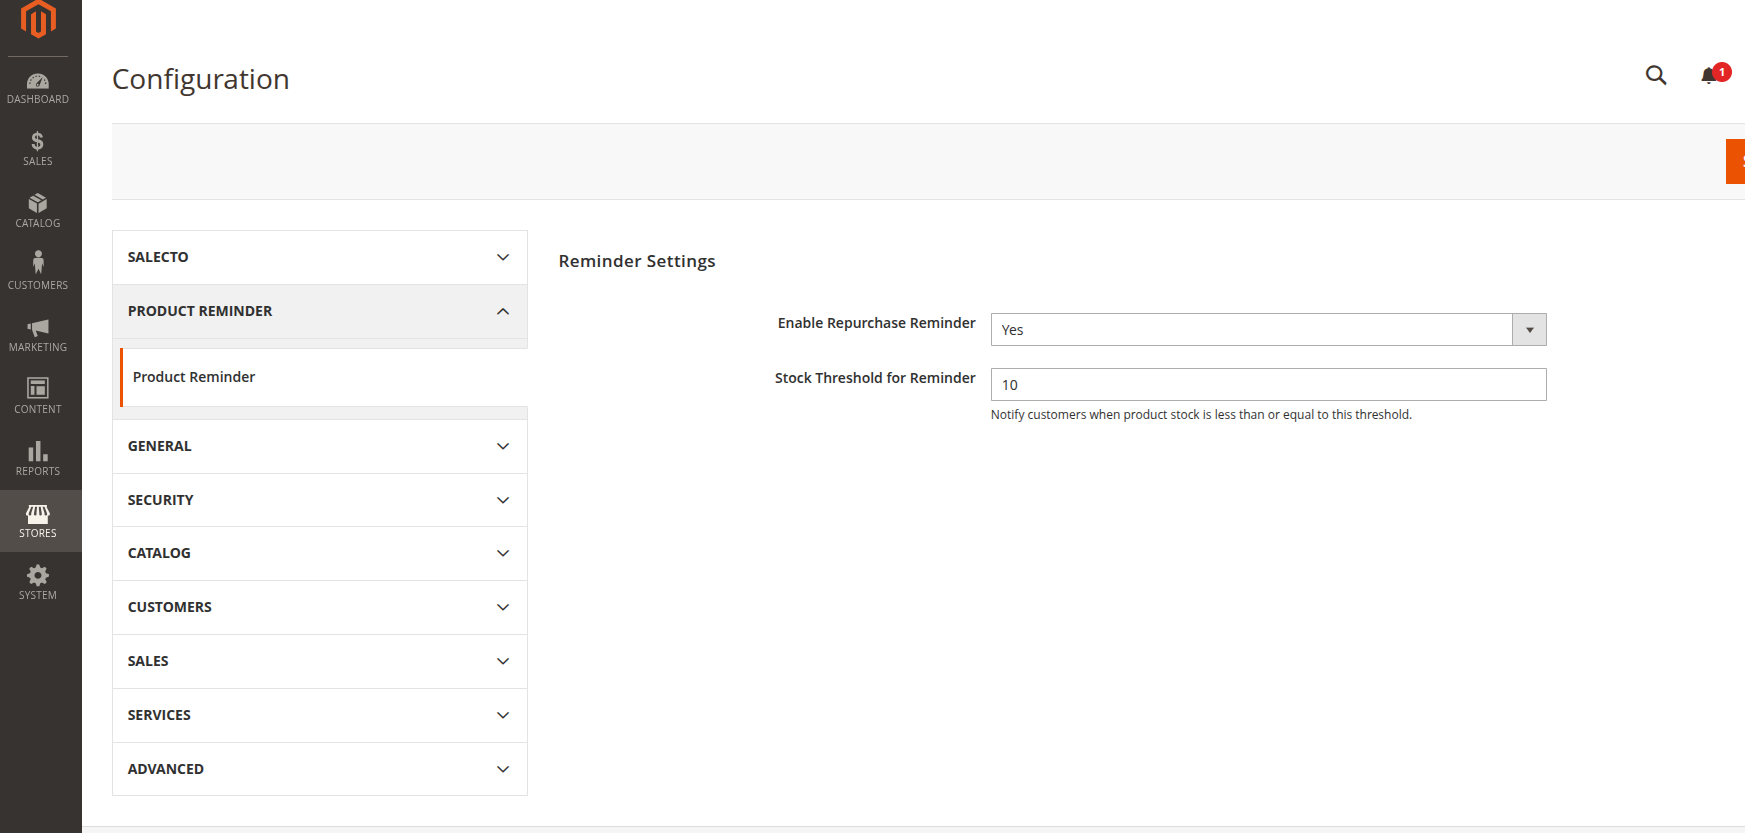 Configuration
1
DASHBOARD
SALES
CATALOG
CUSTOMERS
MARKETING
CONTENT
REPORTS
STORES
SYSTEM
SALECTO
PRODUCT REMINDER
Product Reminder
GENERAL
SECURITY
CATALOG
CUSTOMERS
SALES
SERVICES
ADVANCED
Reminder Settings
Enable Repurchase Reminder Yes
Stock Threshold for Reminder 10
Notify customers when product stock is less than or equal to this threshold.